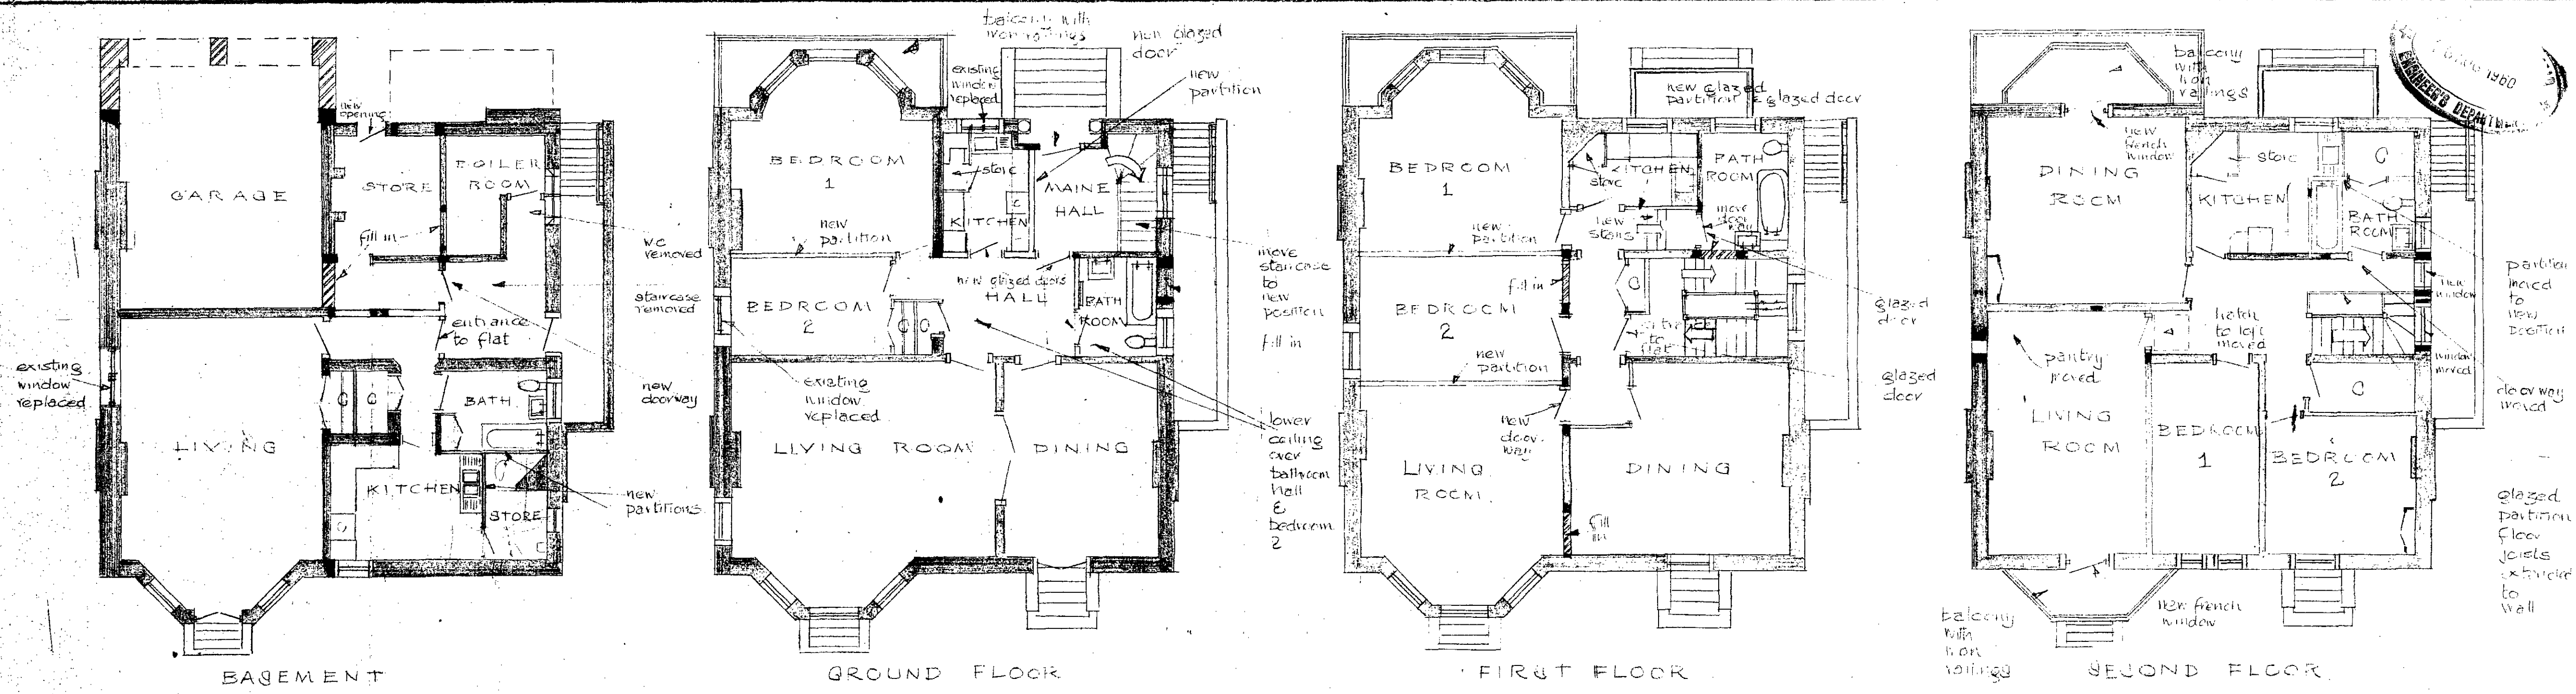 new
opening
GARAGE
STORE
BOILER
ROOM
fill in
wc
removed
staircase
removed
entrance
to flat
new
doorway
existing
window
replaced
C
C
BATH
LIVING
KITCHEN
STORE
new
partitions
C
BASEMENT
balcony with
iron railings
new glazed
door
existing
window
replaced
new
partition
BEDROOM
1
store
MAINE
HALL
KITCHEN
C
new
partition
move
staircase
to
new
position
fill in
new glazed doors
HALL
BEDROOM
2
C
C
BATH
ROOM
existing
window
replaced
LIVING ROOM
DINING
lower
ceiling
over
bathroom
hall
&
bedroom
2
GROUND FLOOR
new glazed
partition & glazed door
BEDROOM
1
store
KITCHEN
BATH
ROOM
new
stairs
move
door
way
new
partition
fill in
C
BEDROOM
2
entrance
to
flat
glazed
door
new
partition
glazed
door
new
door
way
LIVING
ROOM
DINING
fill
in
FIRST FLOOR
balcony
with
iron
railings
1960
ENGINEER'S DEPARTMENT
new
french
window
DINING
ROOM
store
C
KITCHEN
BATH
ROOM
partition
moved
to
new
position
new
window
hatch
to loft
moved
pantry
moved
window
moved
C
doorway
moved
LIVING
ROOM
BEDROOM
1
BEDROOM
2
glazed
partition
floor
joists
extended
to
wall
balcony
with
iron
railings
new french
window
SECOND FLOOR